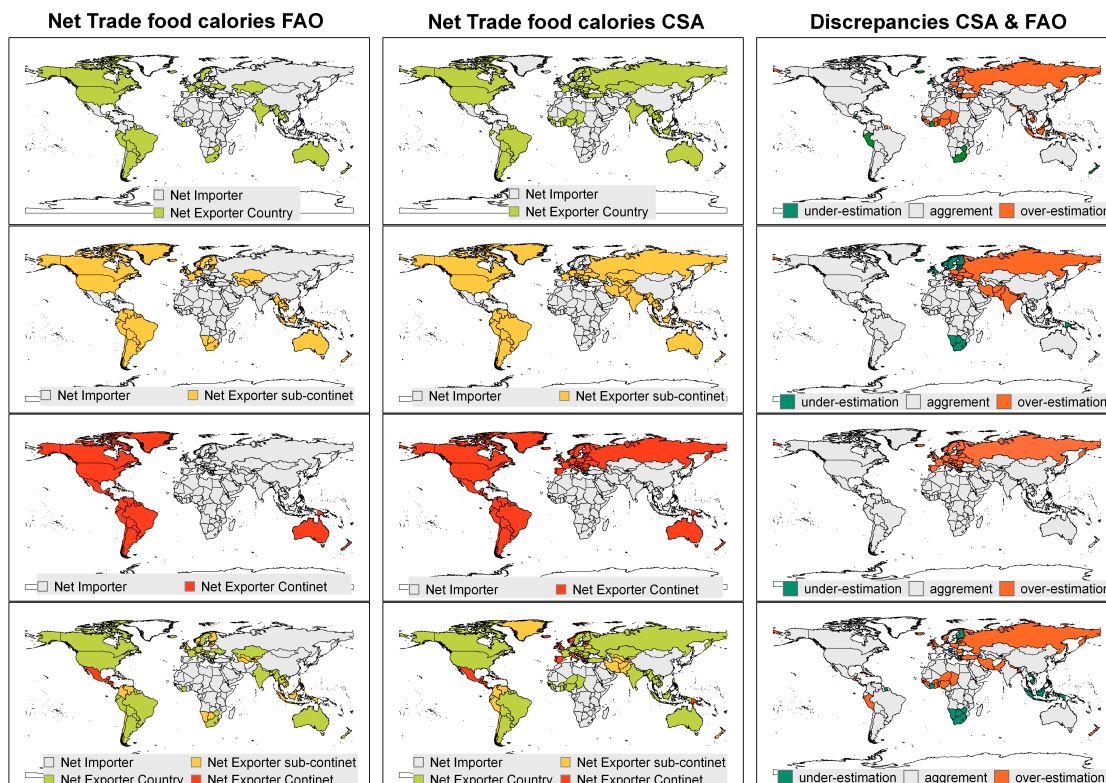 Net Trade food calories FAO
Net Trade food calories CSA
Discrepancies CSA & FAO
Net Importer
Net Exporter Country
Net Importer
Net Exporter Country
under-estimation aggrement over-estimation
Net Importer Net Exporter sub-continet
Net Importer Net Exporter sub-continet
under-estimation aggrement over-estimation
Net Importer Net Exporter Continet
Net Importer Net Exporter Continet
under-estimation aggrement over-estimation
Net Importer Net Exporter sub-continet
Net Exporter Country Net Exporter Continet
Net Importer Net Exporter sub-continet
Net Exporter Country Net Exporter Continet
under-estimation aggrement over-estimation